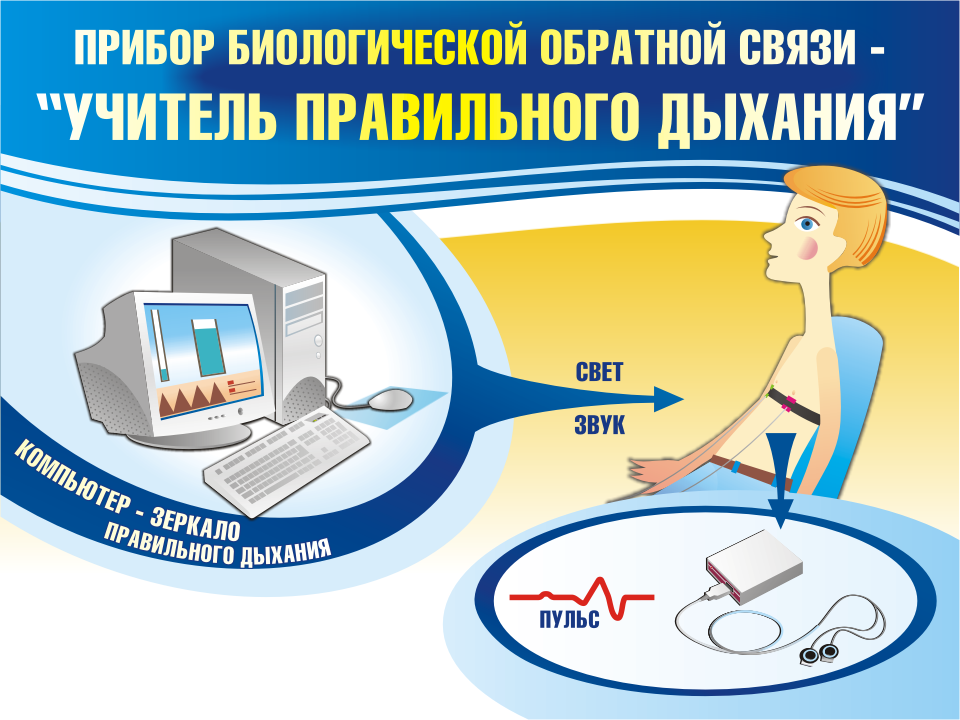 ПРИБОР БИОЛОГИЧЕСКОЙ ОБРАТНОЙ СВЯЗИ -
“УЧИТЕЛЬ ПРАВИЛЬНОГО ДЫХАНИЯ”
СВЕТ
ЗВУК
КОМПЬЮТЕР - ЗЕРКАЛО
ПРАВИЛЬНОГО ДЫХАНИЯ
ПУЛЬС